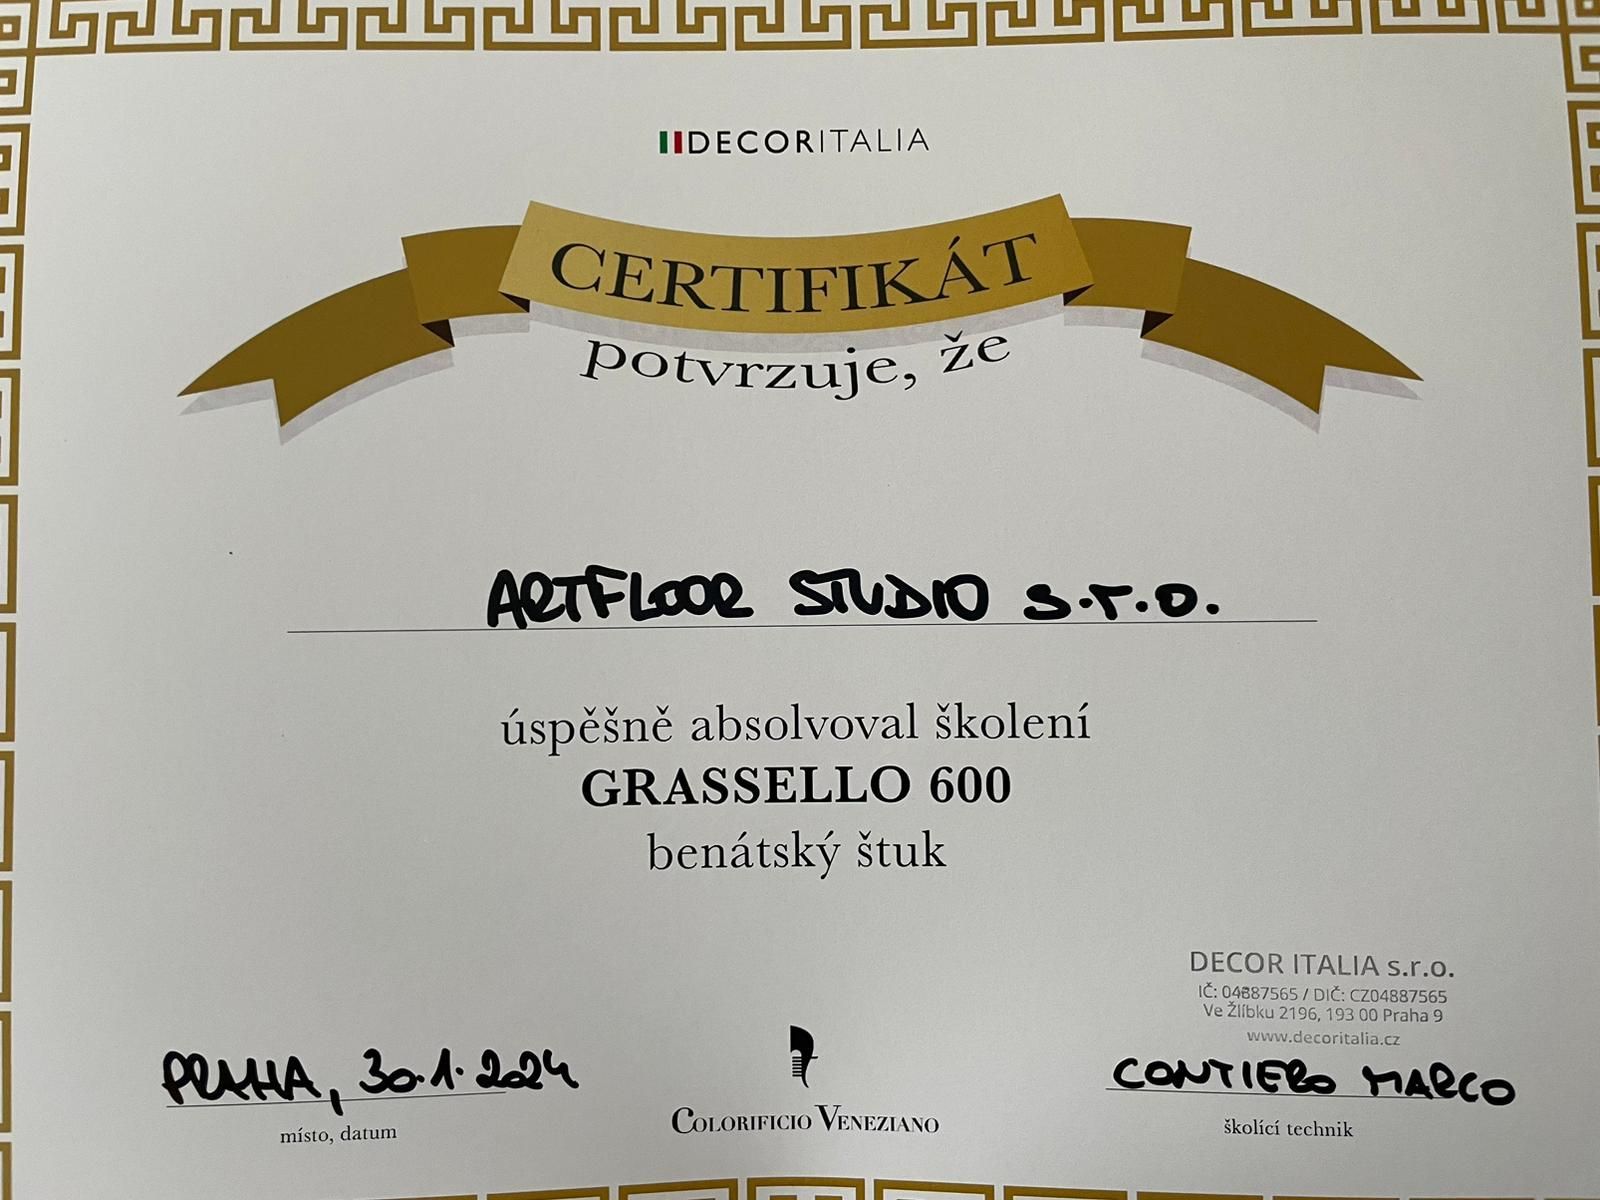 DECORITALIA
CERTIFIKÁT
potvrzuje, že
ARTFLOOR STUDIO s.r.o.
úspěšně absolvoval školení
GRASSELLO 600
benátský štuk
DECOR ITALIA s.r.o.
IČ: 04887565 / DIČ: CZ04887565
Ve Žlíbku 2196, 193 00 Praha 9
www.decoritalia.cz
PRAHA, 30.1.2024
CONTIERO MARCO
místo, datum
COLORIFICIO VENEZIANO
školící technik